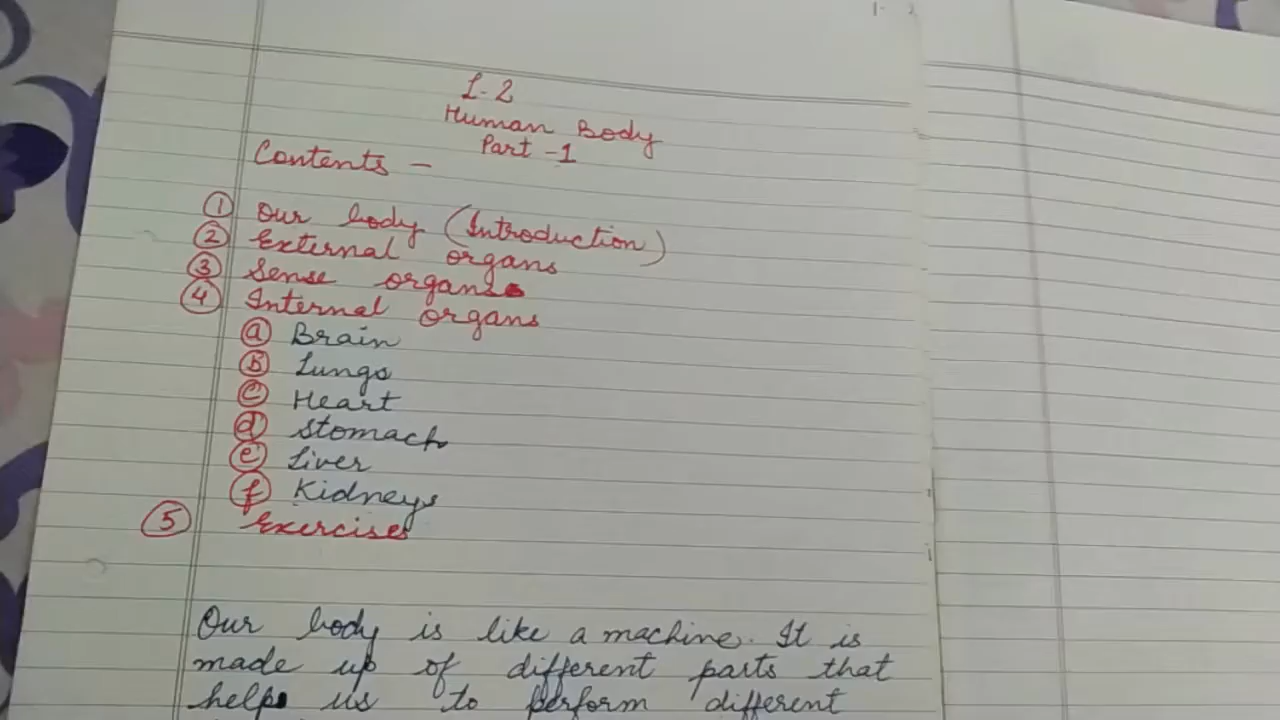 L-2
Human Body
Part -1
Contents -
① Our body (Introduction)
② External organs
③ Sense organs
④ Internal organs
ⓐ Brain
ⓑ Lungs
ⓒ Heart
ⓓ Stomach
ⓔ Liver
ⓕ Kidneys
⑤ Exercises
Our body is like a machine. It is
made up of different parts that
help us to perform different